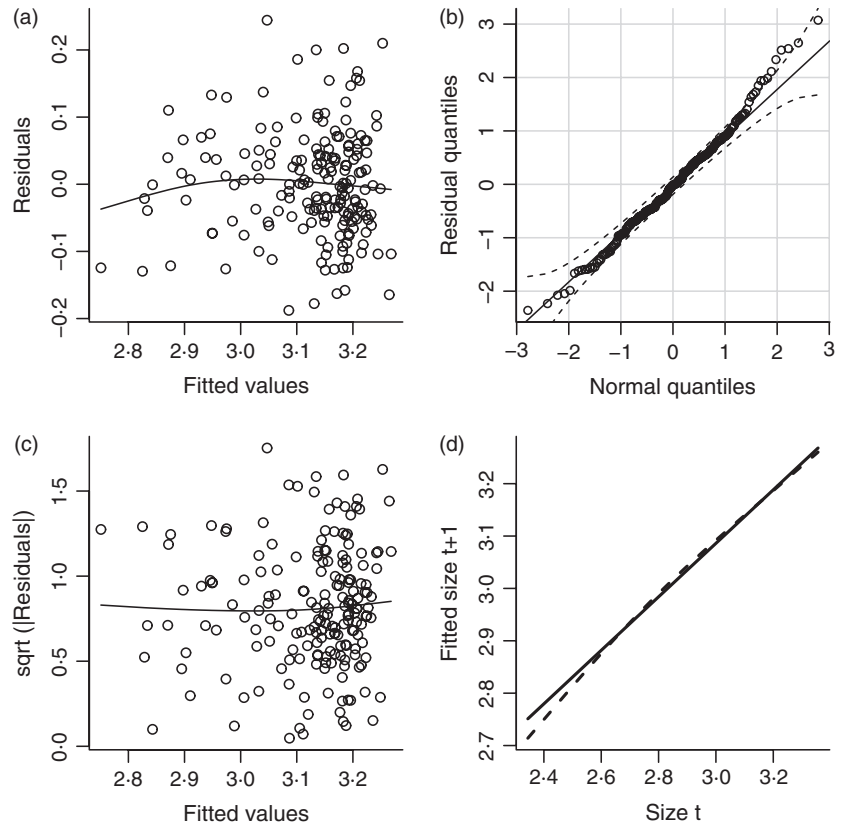 (a)
Residuals
0·2
0·1
0·0
−0·1
−0·2
2·8 2·9 3·0 3·1 3·2
Fitted values
(b)
Residual quantiles
3
2
1
0
−1
−2
−3 −2 −1 0 1 2 3
Normal quantiles
(c)
sqrt (|Residuals|)
1·5
1·0
0·5
0·0
2·8 2·9 3·0 3·1 3·2
Fitted values
(d)
Fitted size t+1
3·2
3·1
3·0
2·9
2·8
2·7
2·4 2·6 2·8 3·0 3·2
Size t